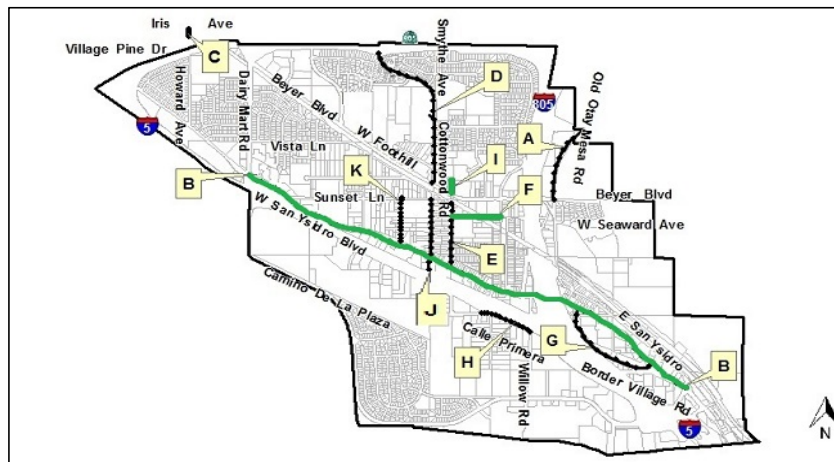 Iris Ave
Village Pine Dr
C
Smythe Ave
905
D
Howard Ave
Dairy Mart Rd
Beyer Blvd
805
Old Otay Mesa Rd
A
5
W Foothill
Cottonwood Rd
I
Vista Ln
K
F
B
Sunset Ln
Beyer Blvd
W San Ysidro Blvd
W Seaward Ave
E
Camino De La Plaza
J
E San Ysidro
Calle Primera
G
H
B
Willow Rd
Border Village Rd
5
N